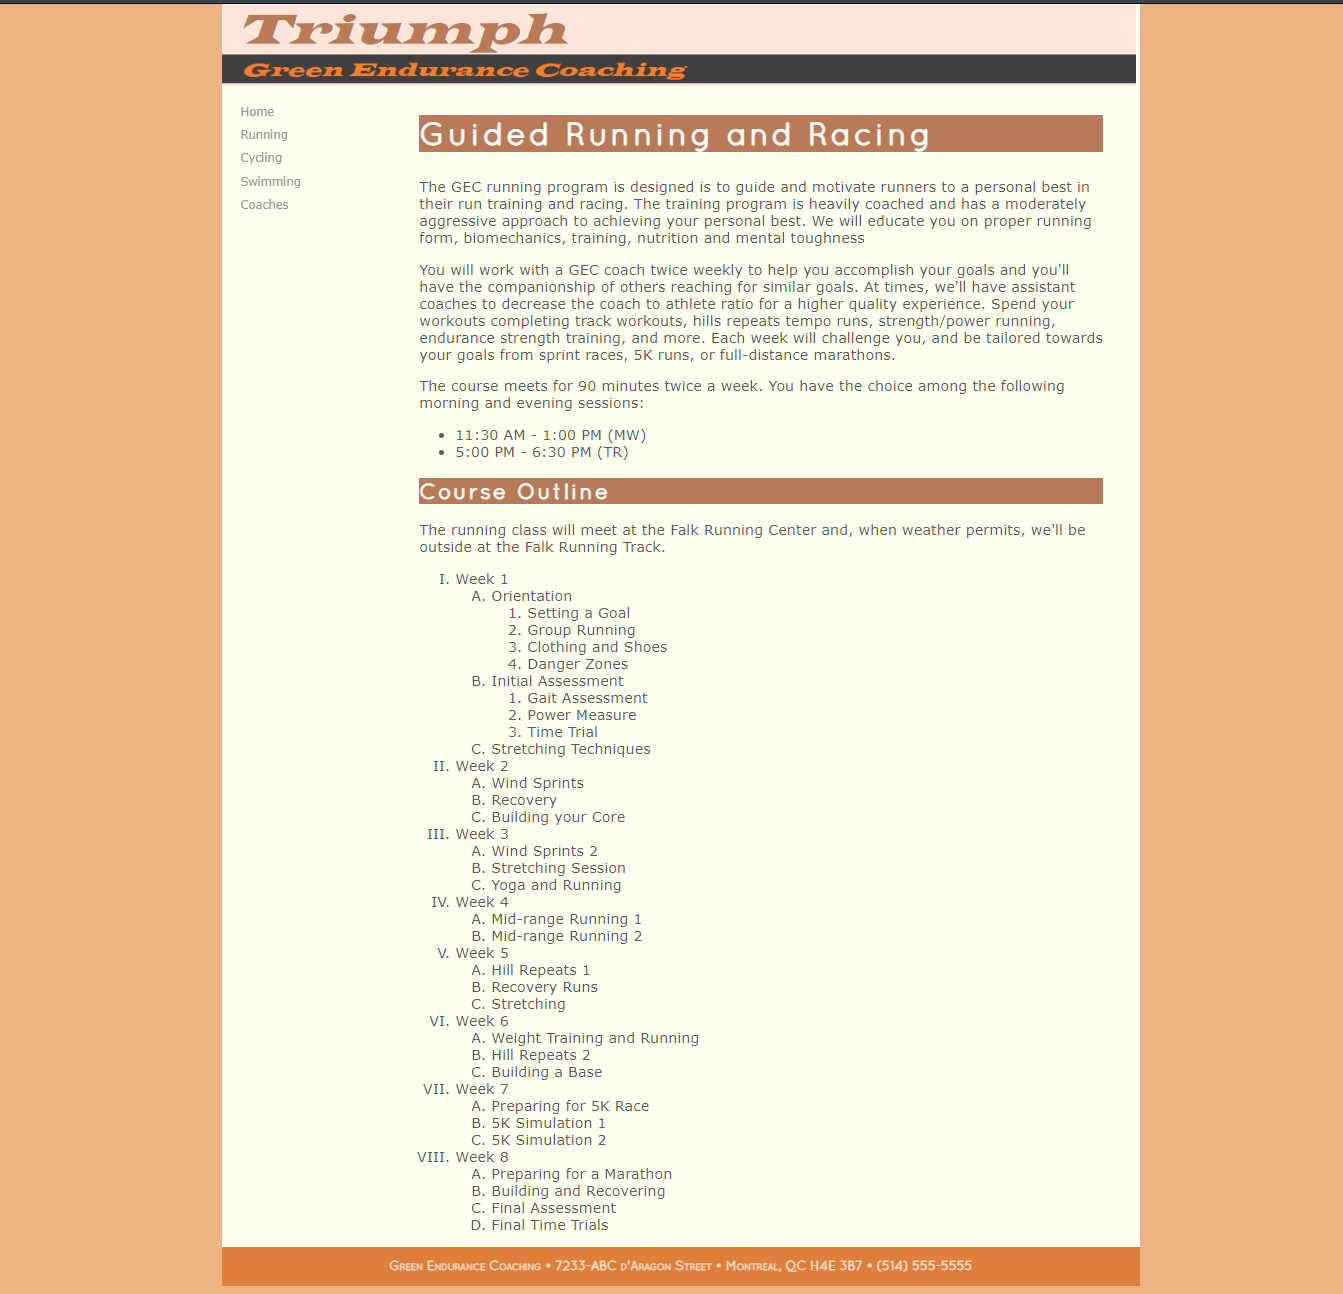 Triumph
Green Endurance Coaching
Home
Running
Cycling
Swimming
Coaches
Guided Running and Racing
The GEC running program is designed is to guide and motivate runners to a personal best in
their run training and racing. The training program is heavily coached and has a moderately
aggressive approach to achieving your personal best. We will educate you on proper running
form, biomechanics, training, nutrition and mental toughness
You will work with a GEC coach twice weekly to help you accomplish your goals and you'll
have the companionship of others reaching for similar goals. At times, we'll have assistant
coaches to decrease the coach to athlete ratio for a higher quality experience. Spend your
workouts completing track workouts, hills repeats tempo runs, strength/power running,
endurance strength training, and more. Each week will challenge you, and be tailored towards
your goals from sprint races, 5K runs, or full-distance marathons.
The course meets for 90 minutes twice a week. You have the choice among the following
morning and evening sessions:
• 11:30 AM - 1:00 PM (MW)
• 5:00 PM - 6:30 PM (TR)
Course Outline
The running class will meet at the Falk Running Center and, when weather permits, we'll be
outside at the Falk Running Track.
I. Week 1
A. Orientation
1. Setting a Goal
2. Group Running
3. Clothing and Shoes
4. Danger Zones
B. Initial Assessment
1. Gait Assessment
2. Power Measure
3. Time Trial
C. Stretching Techniques
II. Week 2
A. Wind Sprints
B. Recovery
C. Building your Core
III. Week 3
A. Wind Sprints 2
B. Stretching Session
C. Yoga and Running
IV. Week 4
A. Mid-range Running 1
B. Mid-range Running 2
V. Week 5
A. Hill Repeats 1
B. Recovery Runs
C. Stretching
VI. Week 6
A. Weight Training and Running
B. Hill Repeats 2
C. Building a Base
VII. Week 7
A. Preparing for 5K Race
B. 5K Simulation 1
C. 5K Simulation 2
VIII. Week 8
A. Preparing for a Marathon
B. Building and Recovering
C. Final Assessment
D. Final Time Trials
Green Endurance Coaching • 7233-ABC d'Aragon Street • Montreal, QC H4E 3B7 • (514) 555-5555